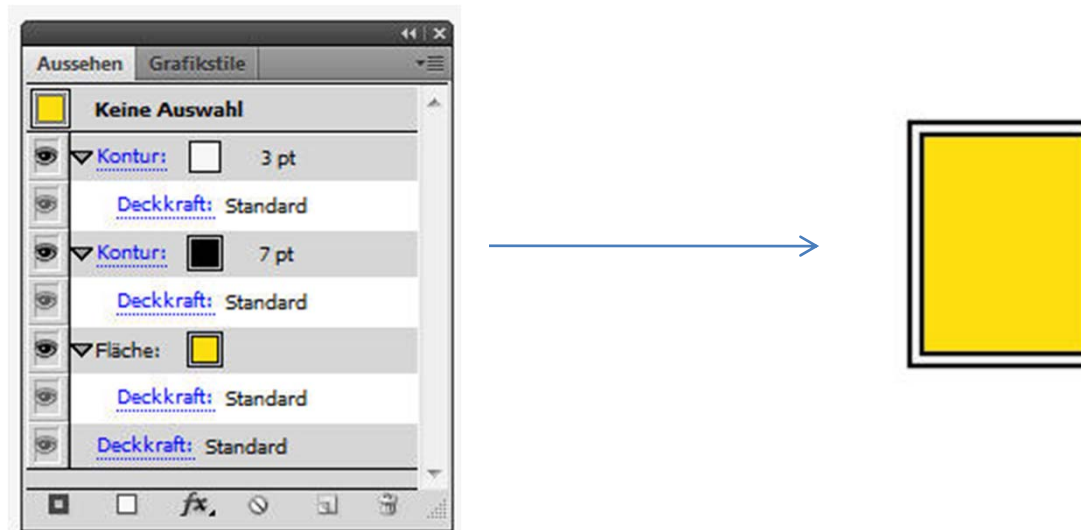 Aussehen Grafikstile
Keine Auswahl
Kontur: 3 pt
Deckkraft: Standard
Kontur: 7 pt
Deckkraft: Standard
Fläche:
Deckkraft: Standard
Deckkraft: Standard
fx